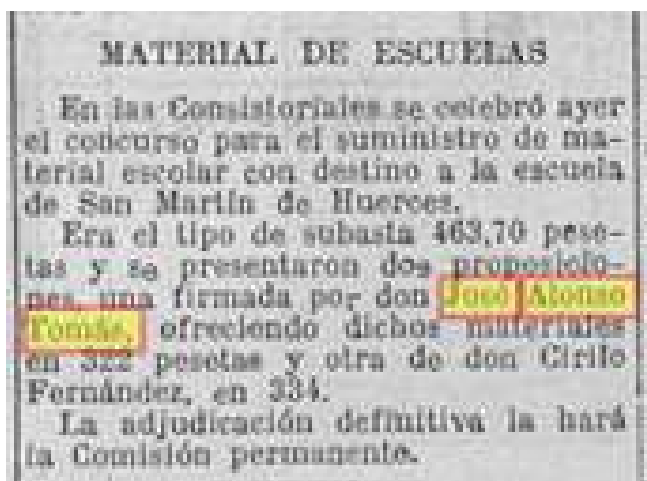 MATERIAL DE ESCUELAS
En las Consistoriales se celebró ayer
el concurso para el suministro de ma-
terial escolar con destino a la escuela
de San Martín de Huerces.
Era el tipo de subasta 463,70 pese-
tas y se presentaron dos proposicio-
nes, una firmada por don José Alonso
Tomás, ofreciendo dichos materiales
en 322 pesetas y otra de don Cirilo
Fernández, en 334.
La adjudicación definitiva la hará
la Comisión permanente.